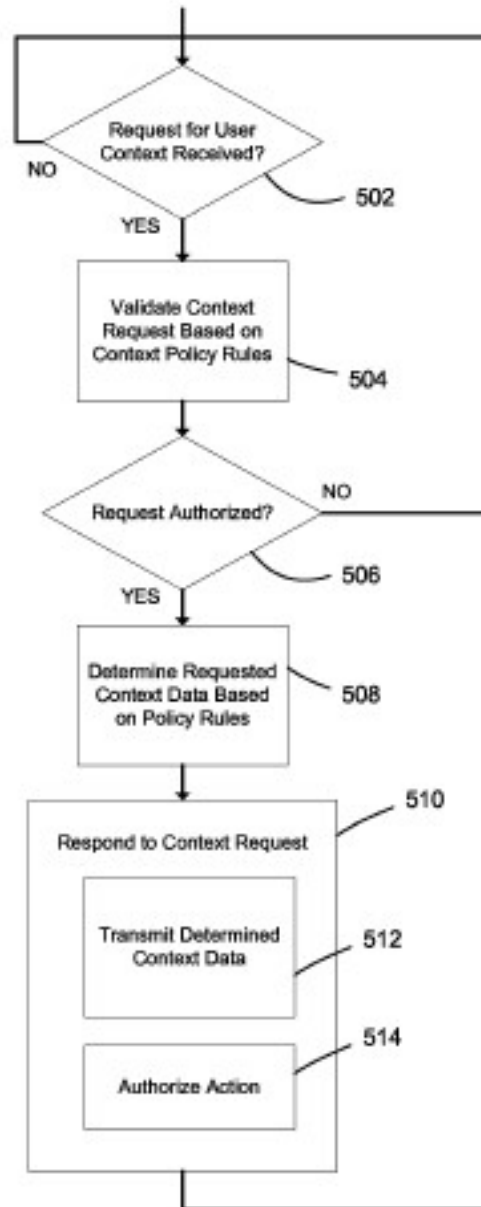 Request for User
Context Received?
NO
502
YES
Validate Context
Request Based on
Context Policy Rules
504
NO
Request Authorized?
506
YES
Determine Requested
Context Data Based
on Policy Rules
508
510
Respond to Context Request
Transmit Determined
Context Data
512
514
Authorize Action